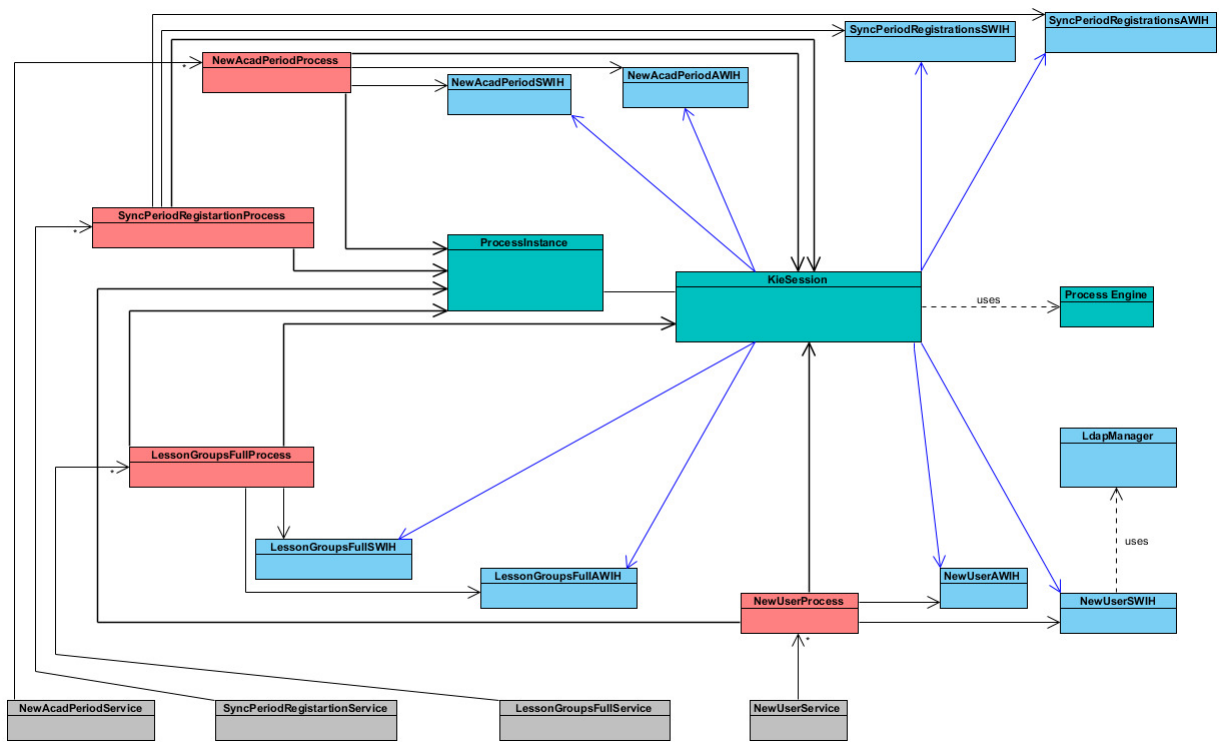 SyncPeriodRegistrationsAWIH
SyncPeriodRegistrationsSWIH
NewAcadPeriodProcess
*
NewAcadPeriodSWIH
NewAcadPeriodAWIH
SyncPeriodRegistartionProcess
*
ProcessInstance
KieSession
uses
Process Engine
LessonGroupsFullProcess
*
LdapManager
uses
LessonGroupsFullSWIH
LessonGroupsFullAWIH
NewUserAWIH
NewUserProcess
*
NewUserSWIH
NewAcadPeriodService
SyncPeriodRegistartionService
LessonGroupsFullService
NewUserService